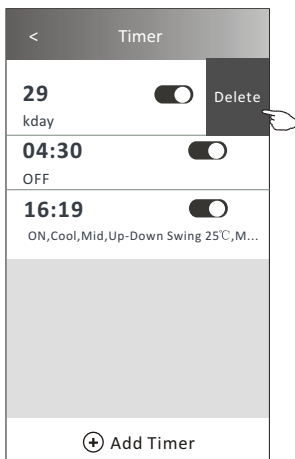 < Timer
29
kday
Delete
04:30
OFF
16:19
ON,Cool,Mid,Up-Down Swing 25℃,M...
Add Timer